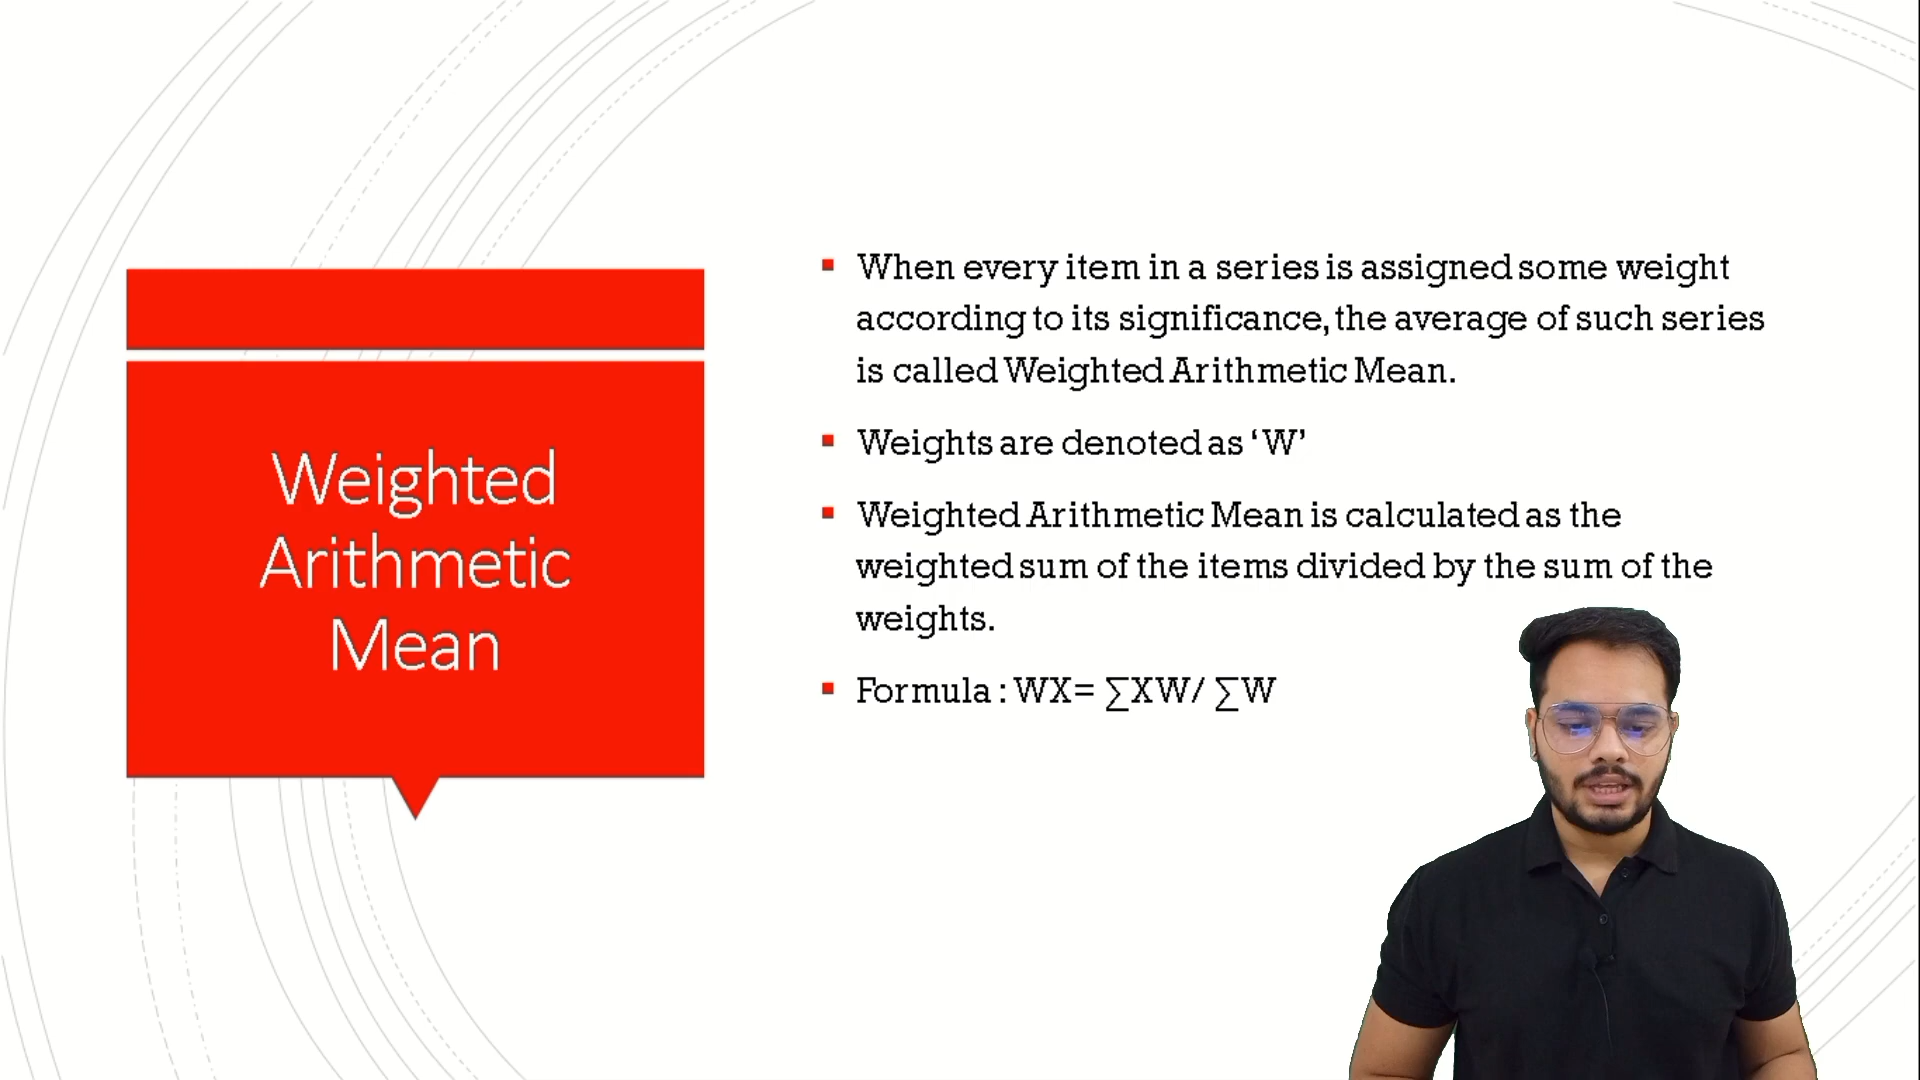 Weighted
Arithmetic
Mean
When every item in a series is assigned some weight
according to its significance, the average of such series
is called Weighted Arithmetic Mean.
Weights are denoted as ‘W’
Weighted Arithmetic Mean is calculated as the
weighted sum of the items divided by the sum of the
weights.
Formula : WX= ∑XW/ ∑W